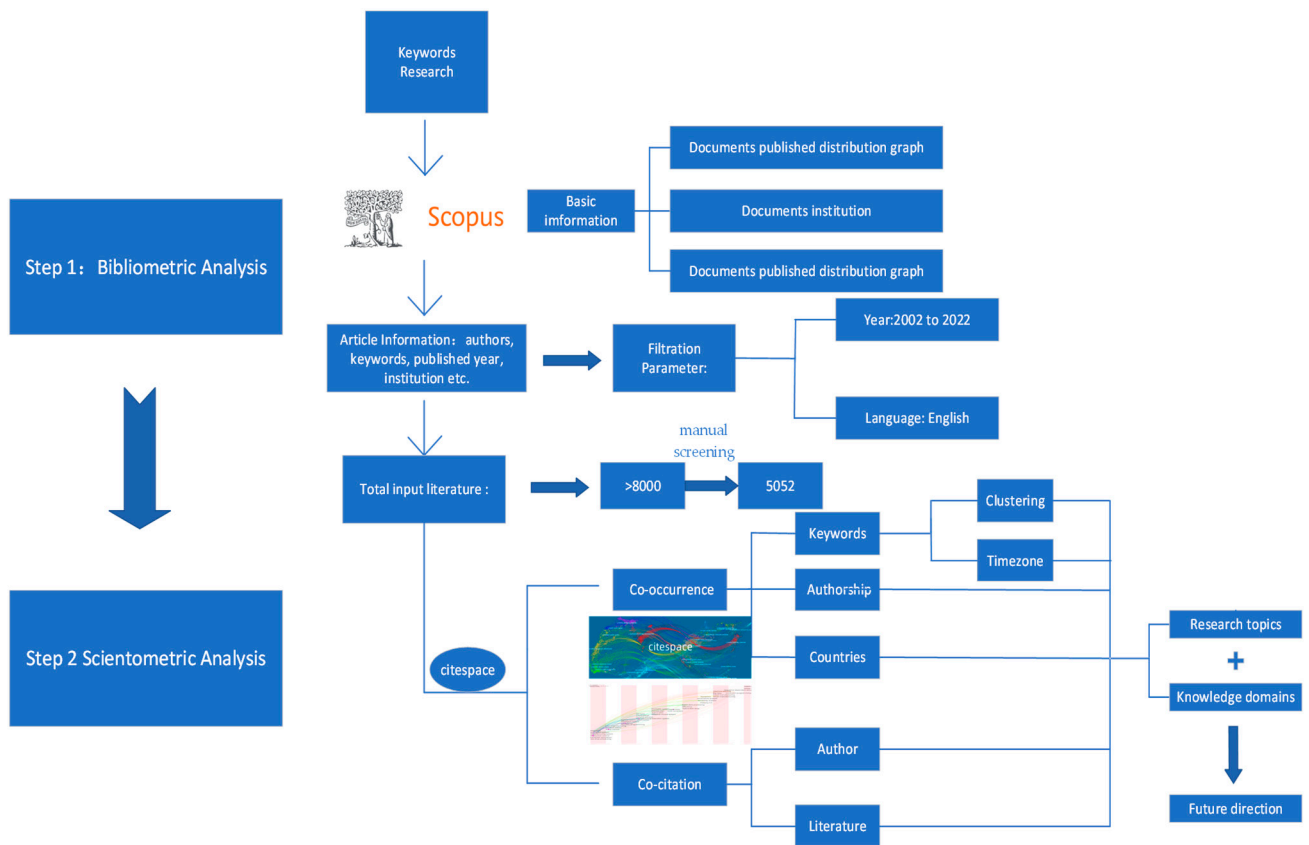 Keywords
Research
Documents published distribution graph
Scopus
Basic
imformation
Documents institution
Documents published distribution graph
Step 1：Bibliometric Analysis
Article Information：authors,
keywords, published year,
institution etc.
Filtration
Parameter:
Year:2002 to 2022
Language: English
Total input literature :
>8000
manual
screening
5052
Keywords
Clustering
Timezone
Co-occurrence
Authorship
Step 2 Scientometric Analysis
citespace
citespace
Countries
Research topics
+
Knowledge domains
Co-citation
Author
Literature
Future direction